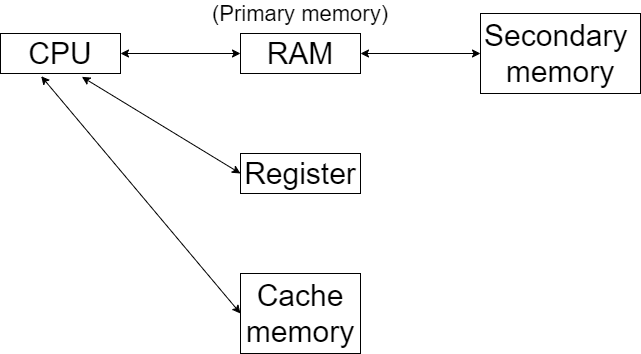 (Primary memory)
CPU
RAM
Secondary
memory
Register
Cache
memory